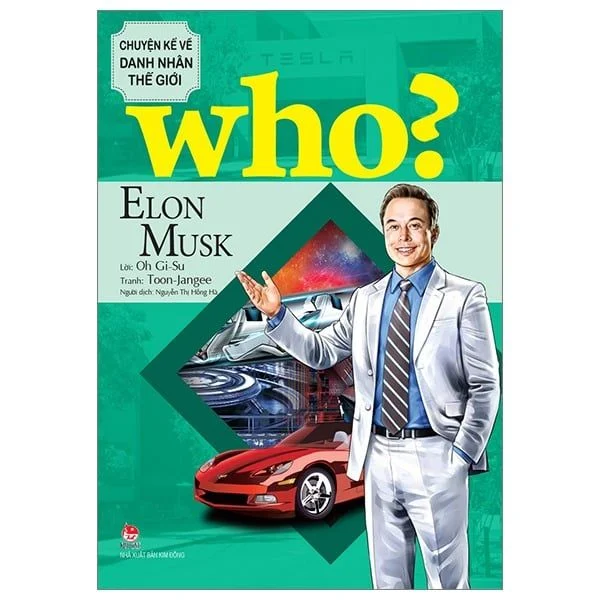 CHUYỆN KỂ VỀ
DANH NHÂN
THẾ GIỚI
TESLA
who?
ELON
MUSK
Lời: Oh Gi-Su
Tranh: Toon-Jangee
Người dịch: Nguyễn Thị Hồng Hà
NHÀ XUẤT BẢN KIM ĐỒNG